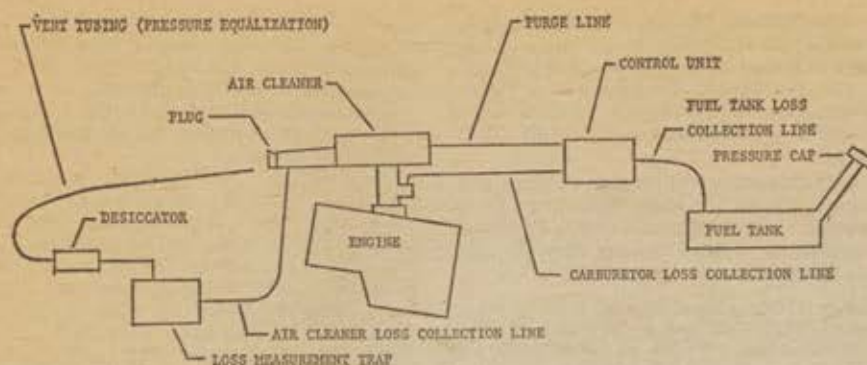 VENT TUBING (PRESSURE EQUALIZATION)
PURGE LINE
CONTROL UNIT
AIR CLEANER
FUEL TANK LOSS
COLLECTION LINE
PLUG
PRESSURE CAP
DESICCATOR
ENGINE
FUEL TANK
CARBURETOR LOSS COLLECTION LINE
AIR CLEANER LOSS COLLECTION LINE
LOSS MEASUREMENT TRAP